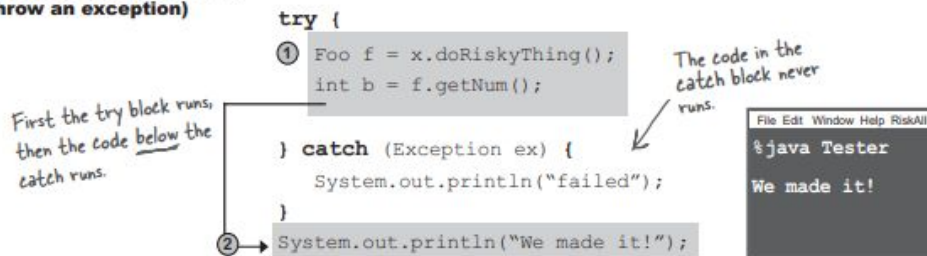 hrow an exception)
try {
1 Foo f = x.doRiskyThing();
int b = f.getNum();
The code in the
catch block never
runs.
First the try block runs,
then the code below the
catch runs.
} catch (Exception ex) {
System.out.println(“failed”);
}
2 System.out.println(“We made it!”);
File Edit Window Help RiskAll
%java Tester
We made it!